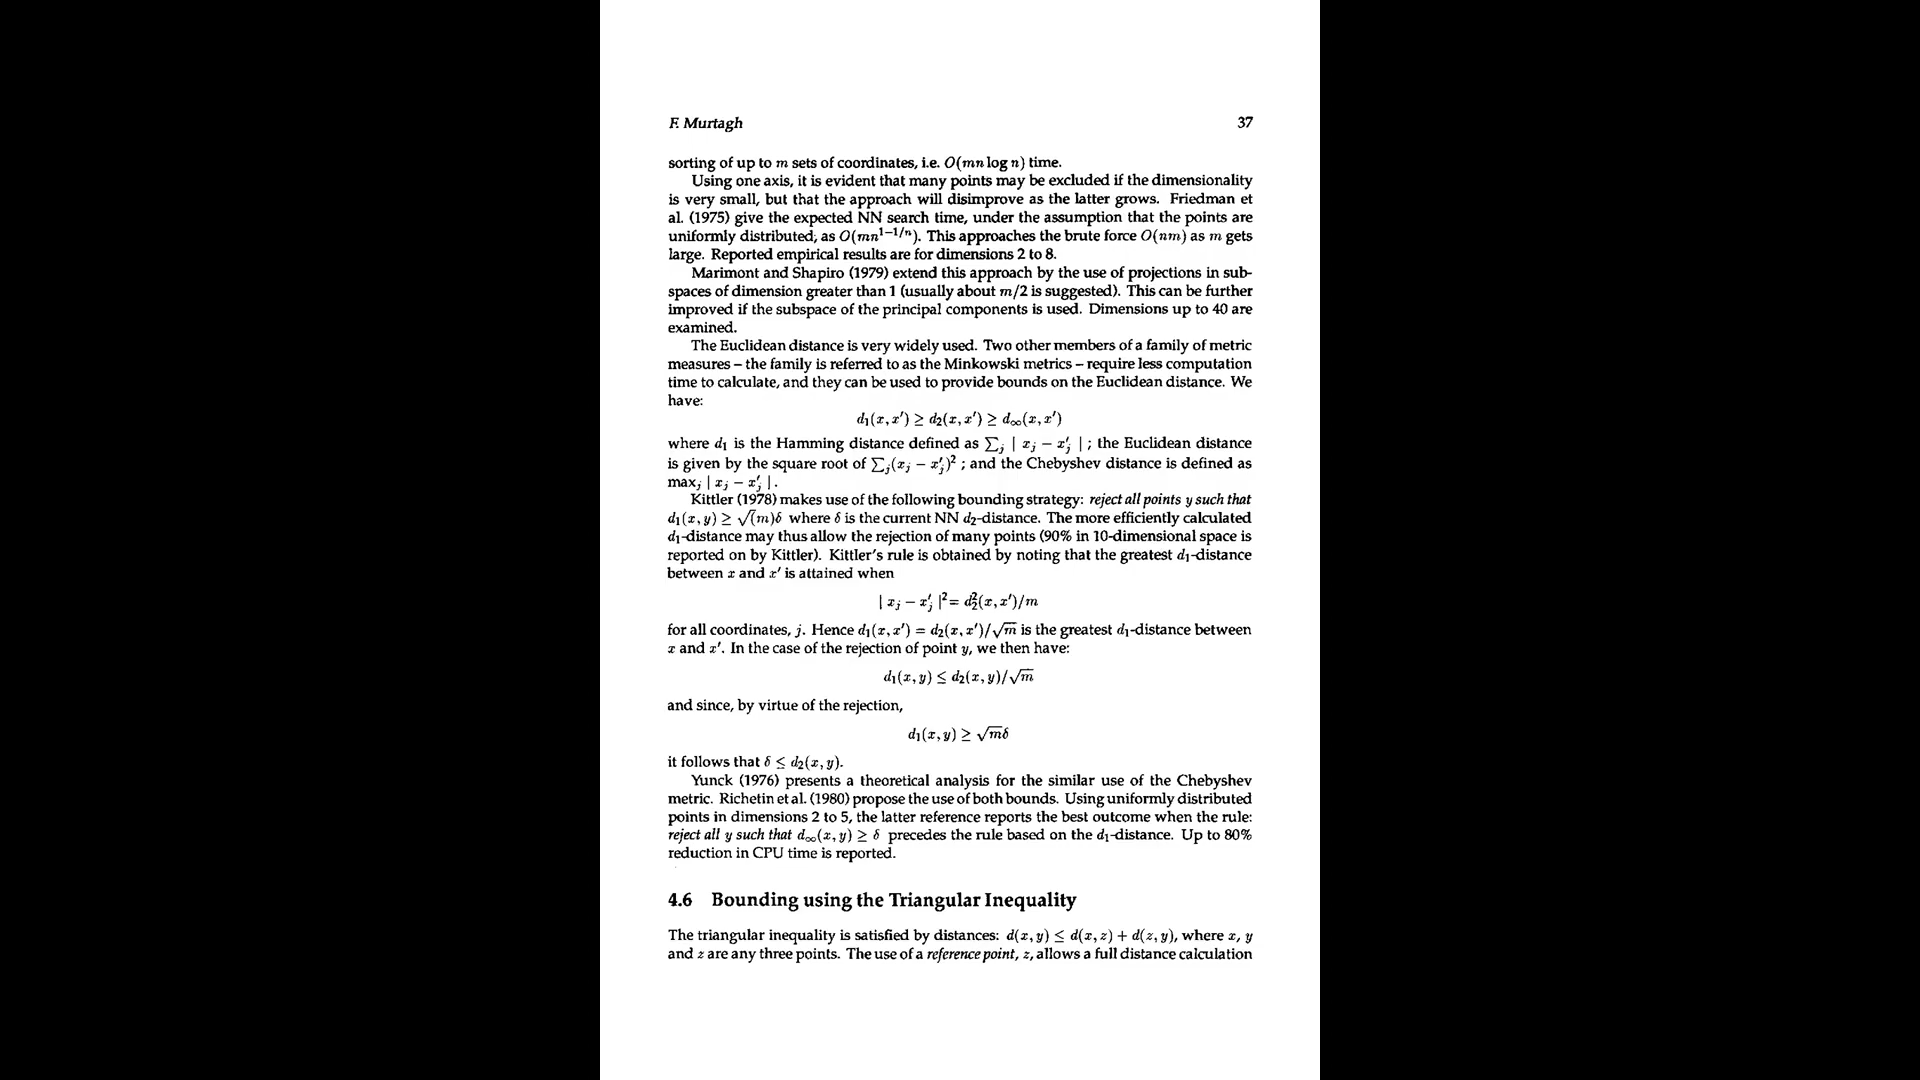 F. Murtagh 37
sorting of up to m sets of coordinates, i.e. O(mn log n) time.
Using one axis, it is evident that many points may be excluded if the dimensionality
is very small, but that the approach will disimprove as the latter grows. Friedman et
al. (1975) give the expected NN search time, under the assumption that the points are
uniformly distributed, as O(mn^{1−1/n}). This approaches the brute force O(nm) as m gets
large. Reported empirical results are for dimensions 2 to 8.
Marimont and Shapiro (1979) extend this approach by the use of projections in sub-
spaces of dimension greater than 1 (usually about m/2 is suggested). This can be further
improved if the subspace of the principal components is used. Dimensions up to 40 are
examined.
The Euclidean distance is very widely used. Two other members of a family of metric
measures – the family is referred to as the Minkowski metrics – require less computation
time to calculate, and they can be used to provide bounds on the Euclidean distance. We
have:
d₁(x, x′) ≥ d₂(x, x′) ≥ d∞(x, x′)
where d₁ is the Hamming distance defined as ∑ⱼ | xⱼ − x′ⱼ | ; the Euclidean distance
is given by the square root of ∑ⱼ(xⱼ − x′ⱼ)² ; and the Chebyshev distance is defined as
maxⱼ | xⱼ − x′ⱼ | .
Kittler (1978) makes use of the following bounding strategy: reject all points y such that
d₁(x, y) ≥ √(m)δ where δ is the current NN d₂-distance. The more efficiently calculated
d₁-distance may thus allow the rejection of many points (90% in 10-dimensional space is
reported on by Kittler). Kittler's rule is obtained by noting that the greatest d₁-distance
between x and x′ is attained when
| xⱼ − x′ⱼ |² = d₂²(x, x′)/m
for all coordinates, j. Hence d₁(x, x′) = d₂(x, x′)/√m is the greatest d₁-distance between
x and x′. In the case of the rejection of point y, we then have:
d₁(x, y) ≤ d₂(x, y)/√m
and since, by virtue of the rejection,
d₁(x, y) ≥ √mδ
it follows that δ ≤ d₂(x, y).
Yunck (1976) presents a theoretical analysis for the similar use of the Chebyshev
metric. Richetin et al. (1980) propose the use of both bounds. Using uniformly distributed
points in dimensions 2 to 5, the latter reference reports the best outcome when the rule:
reject all y such that d∞(x, y) ≥ δ precedes the rule based on the d₁-distance. Up to 80%
reduction in CPU time is reported.
4.6 Bounding using the Triangular Inequality
The triangular inequality is satisfied by distances: d(x, y) ≤ d(x, z) + d(z, y), where x, y
and z are any three points. The use of a reference point, z, allows a full distance calculation